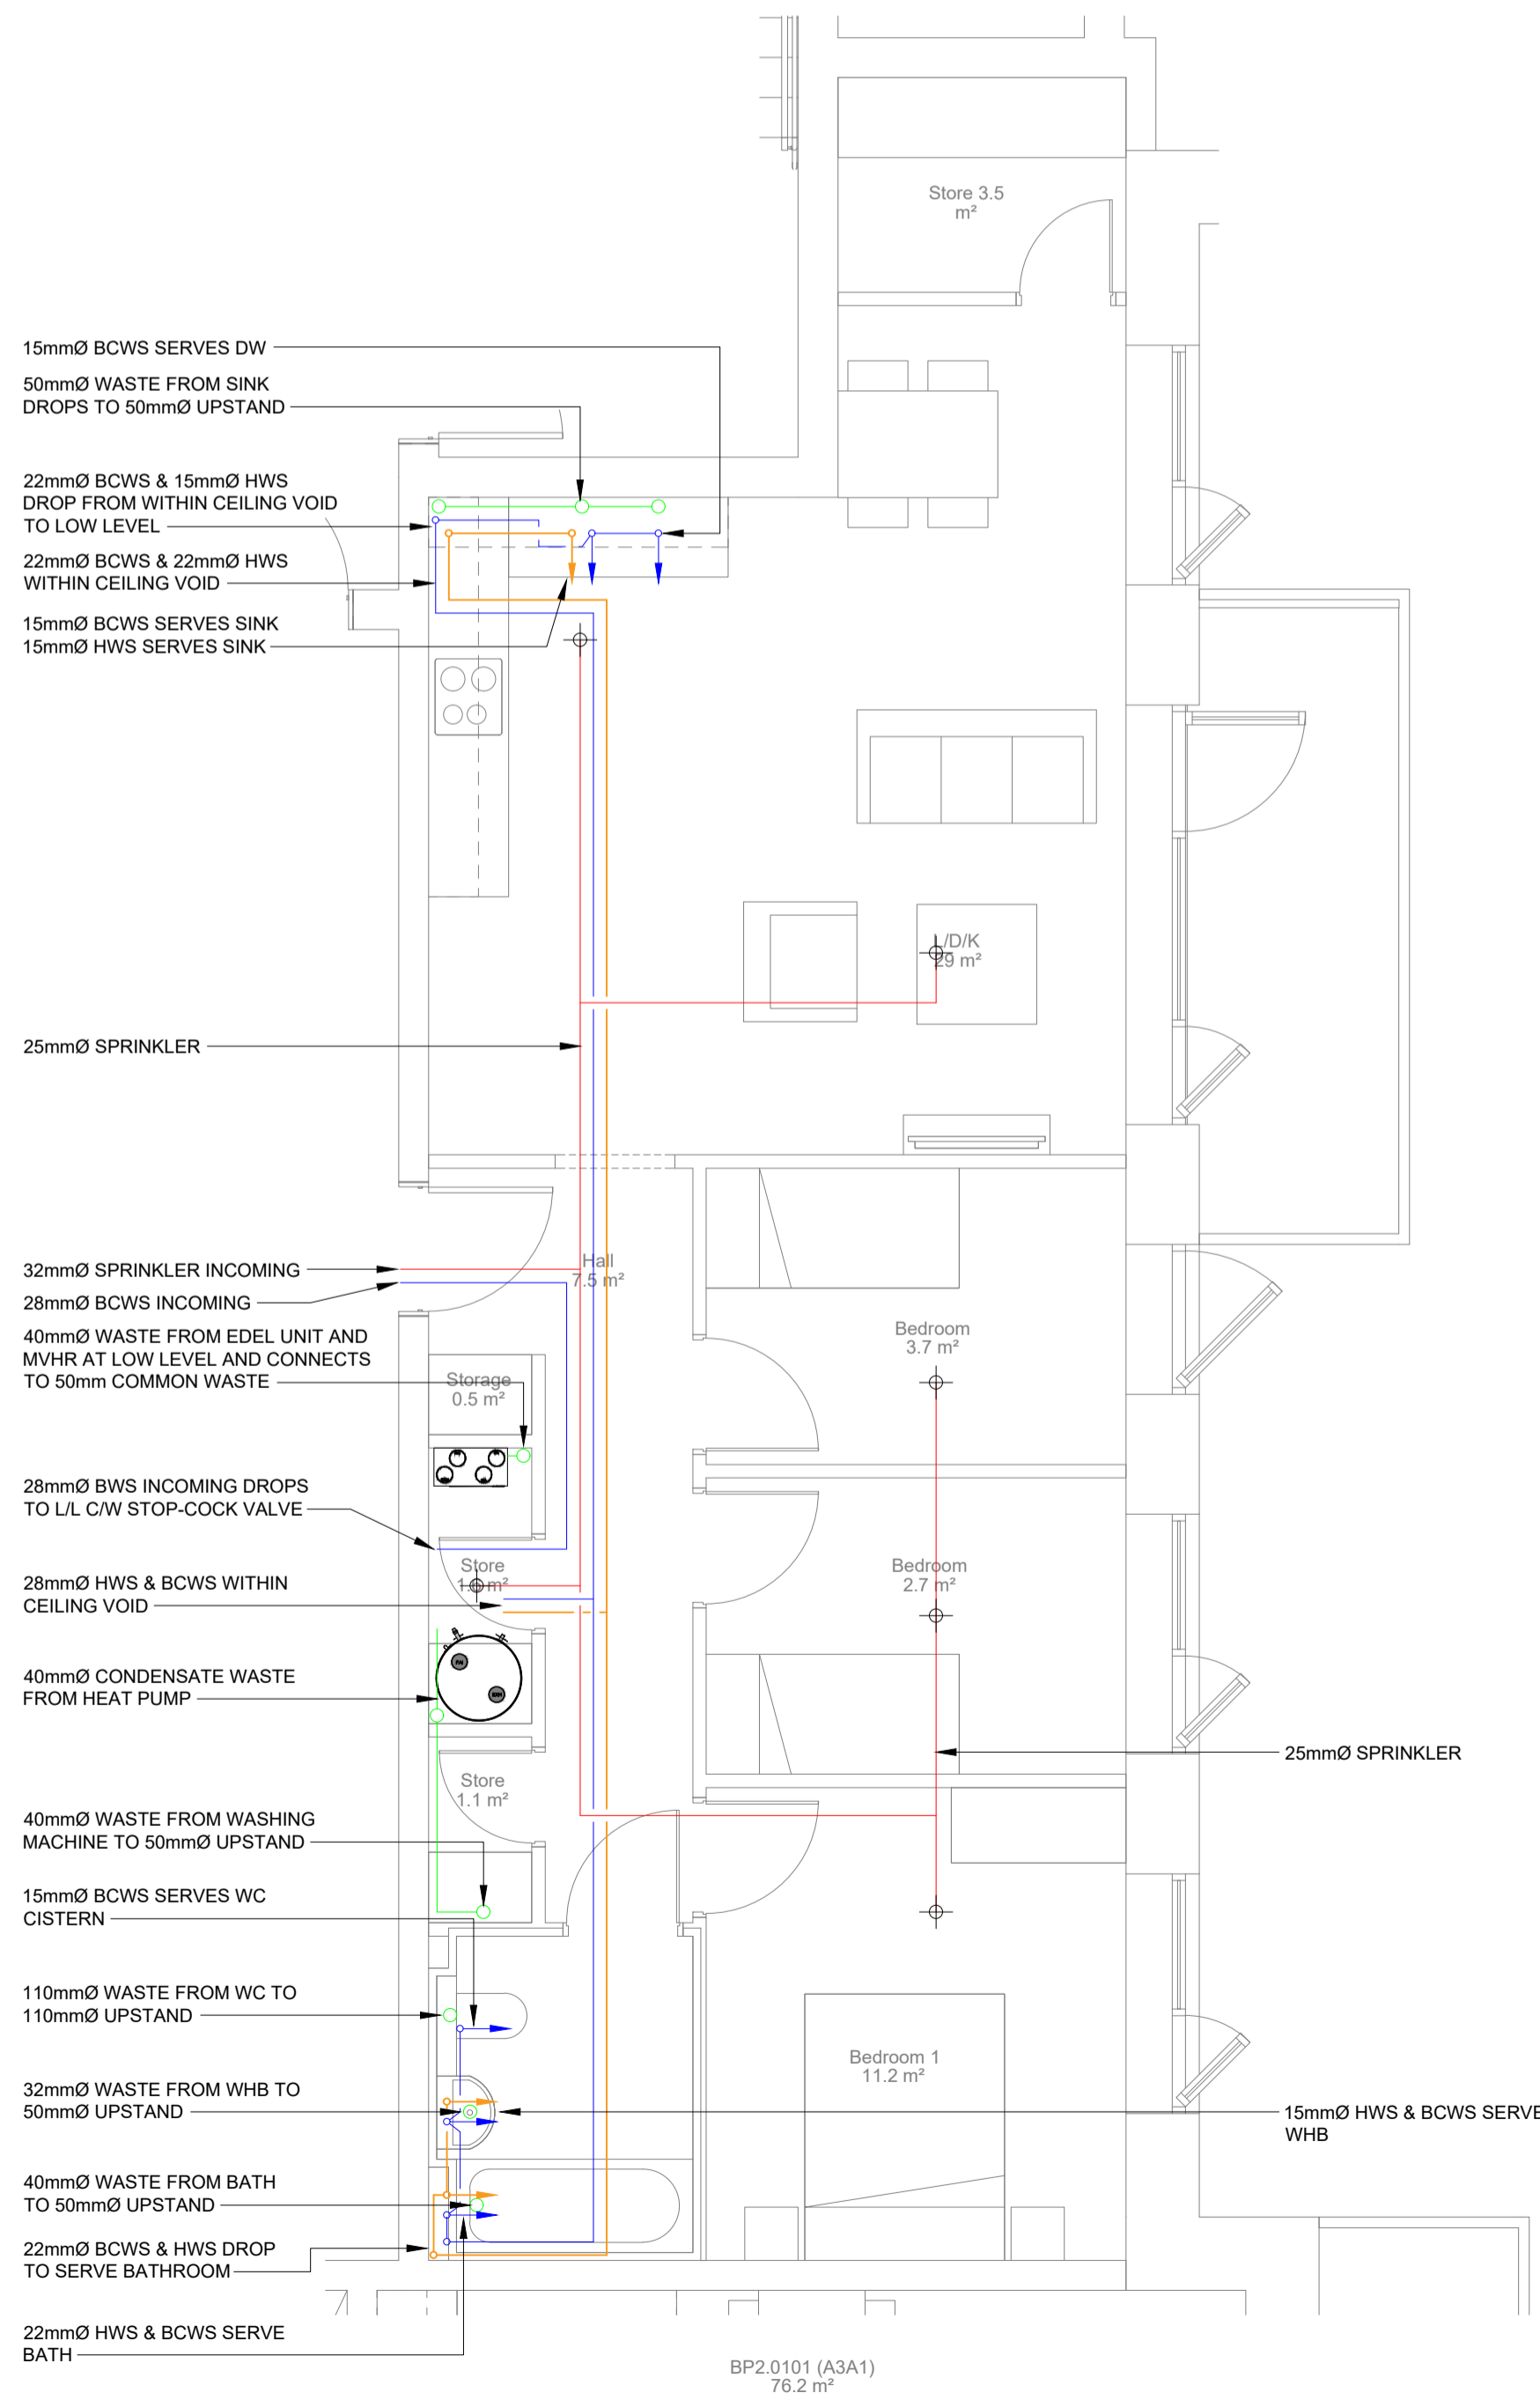 Store 3.5
m²
15mmØ BCWS SERVES DW
50mmØ WASTE FROM SINK
DROPS TO 50mmØ UPSTAND
22mmØ BCWS & 15mmØ HWS
DROP FROM WITHIN CEILING VOID
TO LOW LEVEL
22mmØ BCWS & 22mmØ HWS
WITHIN CEILING VOID
15mmØ BCWS SERVES SINK
15mmØ HWS SERVES SINK
L/D/K
29 m²
25mmØ SPRINKLER
Hall
7.5 m²
32mmØ SPRINKLER INCOMING
28mmØ BCWS INCOMING
40mmØ WASTE FROM EDEL UNIT AND
MVHR AT LOW LEVEL AND CONNECTS
TO 50mm COMMON WASTE
Storage
0.5 m²
Bedroom
3.7 m²
28mmØ BWS INCOMING DROPS
TO L/L C/W STOP-COCK VALVE
Store
m²
Bedroom
2.7 m²
28mmØ HWS & BCWS WITHIN
CEILING VOID
40mmØ CONDENSATE WASTE
FROM HEAT PUMP
25mmØ SPRINKLER
Store
1.1 m²
40mmØ WASTE FROM WASHING
MACHINE TO 50mmØ UPSTAND
15mmØ BCWS SERVES WC
CISTERN
110mmØ WASTE FROM WC TO
110mmØ UPSTAND
Bedroom 1
11.2 m²
32mmØ WASTE FROM WHB TO
50mmØ UPSTAND
15mmØ HWS & BCWS SERVE
WHB
40mmØ WASTE FROM BATH
TO 50mmØ UPSTAND
22mmØ BCWS & HWS DROP
TO SERVE BATHROOM
22mmØ HWS & BCWS SERVE
BATH
BP2.0101 (A3A1)
76.2 m²